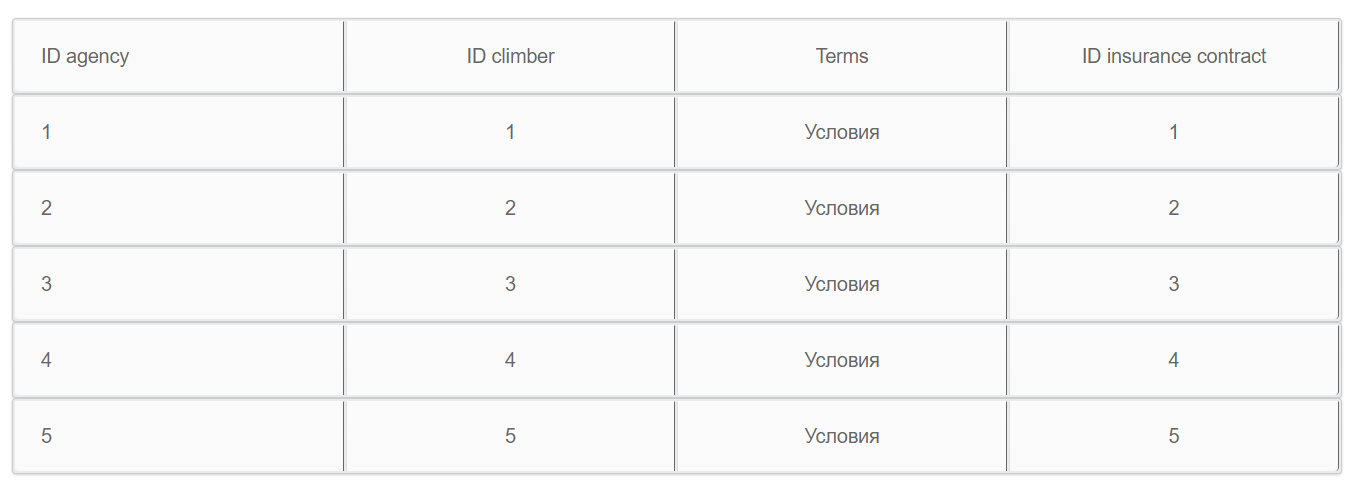 ID agency ID climber Terms ID insurance contract
1 1 Условия 1
2 2 Условия 2
3 3 Условия 3
4 4 Условия 4
5 5 Условия 5